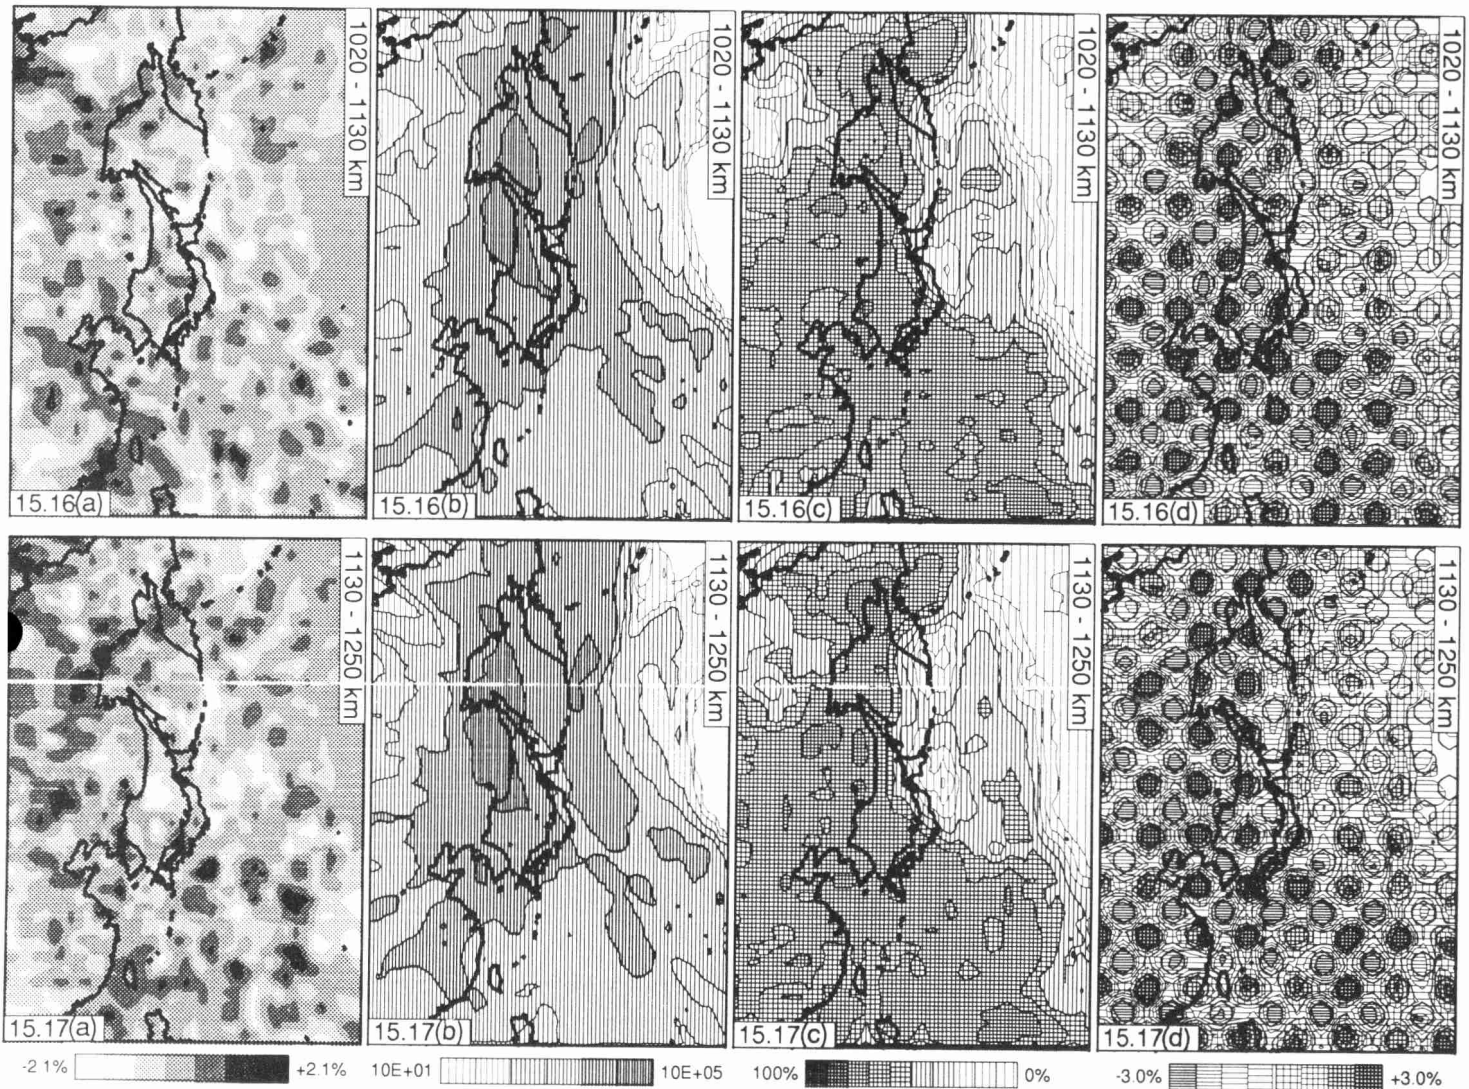 1020 - 1130 km
1020 - 1130 km
1020 - 1130 km
1020 - 1130 km
15.16(a)
15.16(b)
15.16(c)
15.16(d)
1130 - 1250 km
1130 - 1250 km
1130 - 1250 km
1130 - 1250 km
15.17(a)
15.17(b)
15.17(c)
15.17(d)
-2.1% +2.1% 10E+01 10E+05 100% 0% -3.0% +3.0%